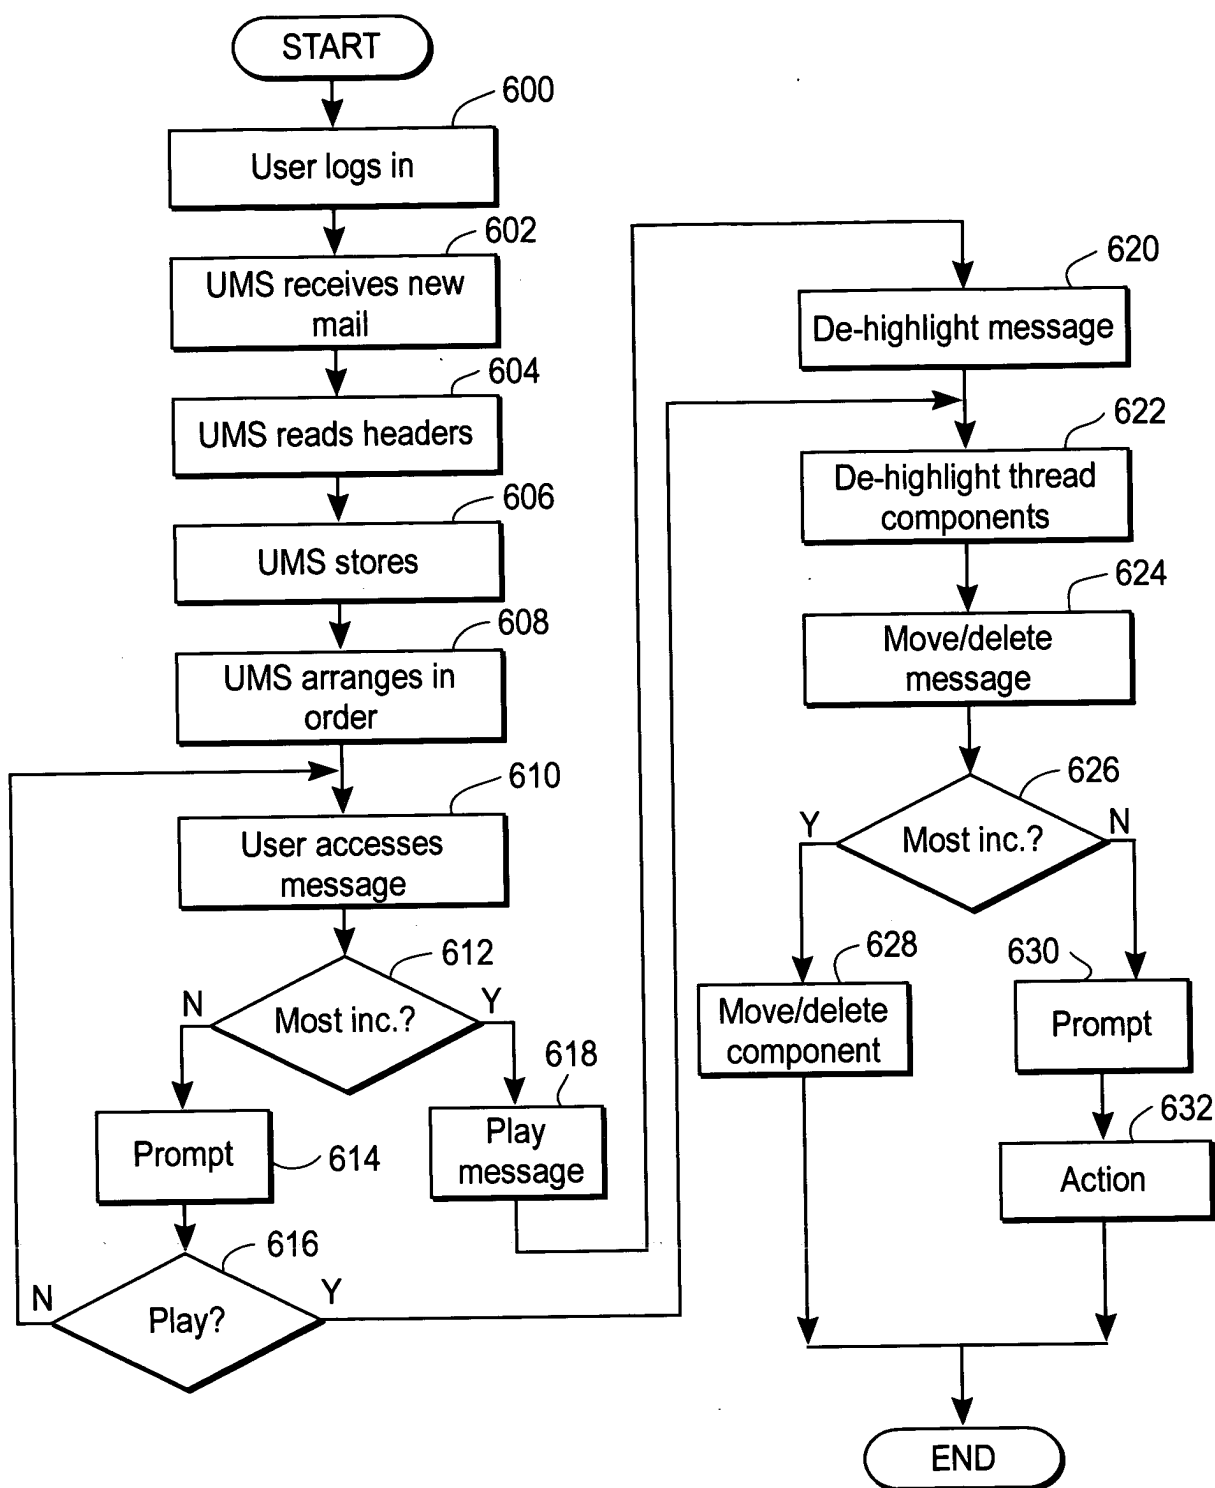 START
600
User logs in
602
UMS receives new
mail
604
UMS reads headers
606
UMS stores
608
UMS arranges in
order
610
User accesses
message
612
Most inc.?
N
Y
Prompt
614
618
Play
message
616
Play?
N
Y
620
De-highlight message
622
De-highlight thread
components
624
Move/delete
message
626
Most inc.?
Y
N
628
Move/delete
component
630
Prompt
632
Action
END